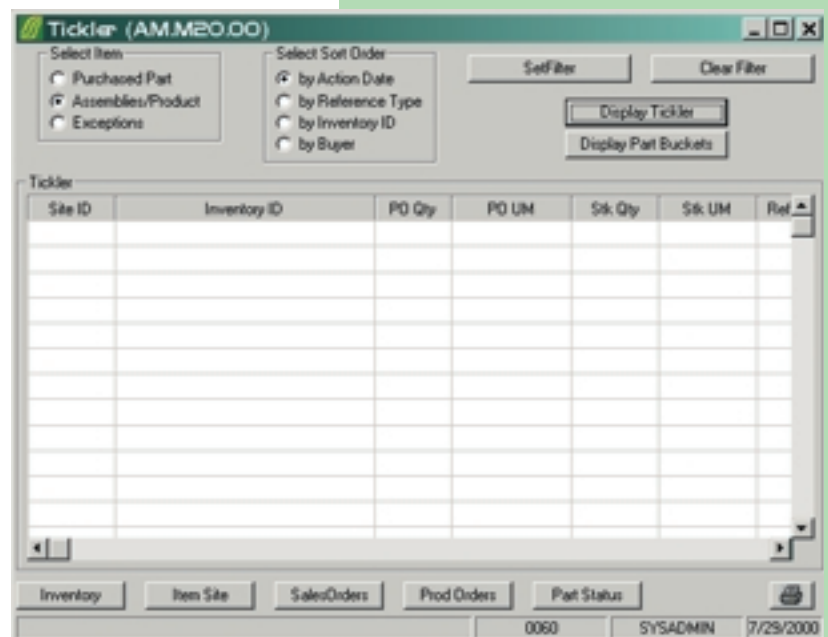 Tickler (AM.M20.00)
Select Item
Purchased Part
Assemblies/Product
Exceptions
Select Sort Order
by Action Date
by Reference Type
by Inventory ID
by Buyer
SetFilter
Clear Filter
Display Tickler
Display Part Buckets
Tickler
Site ID Inventory ID PO Qty PO UM Stk Qty Stk UM Ref
Inventory Item Site SalesOrders Prod Orders Part Status
0060 SYSADMIN 7/29/2000